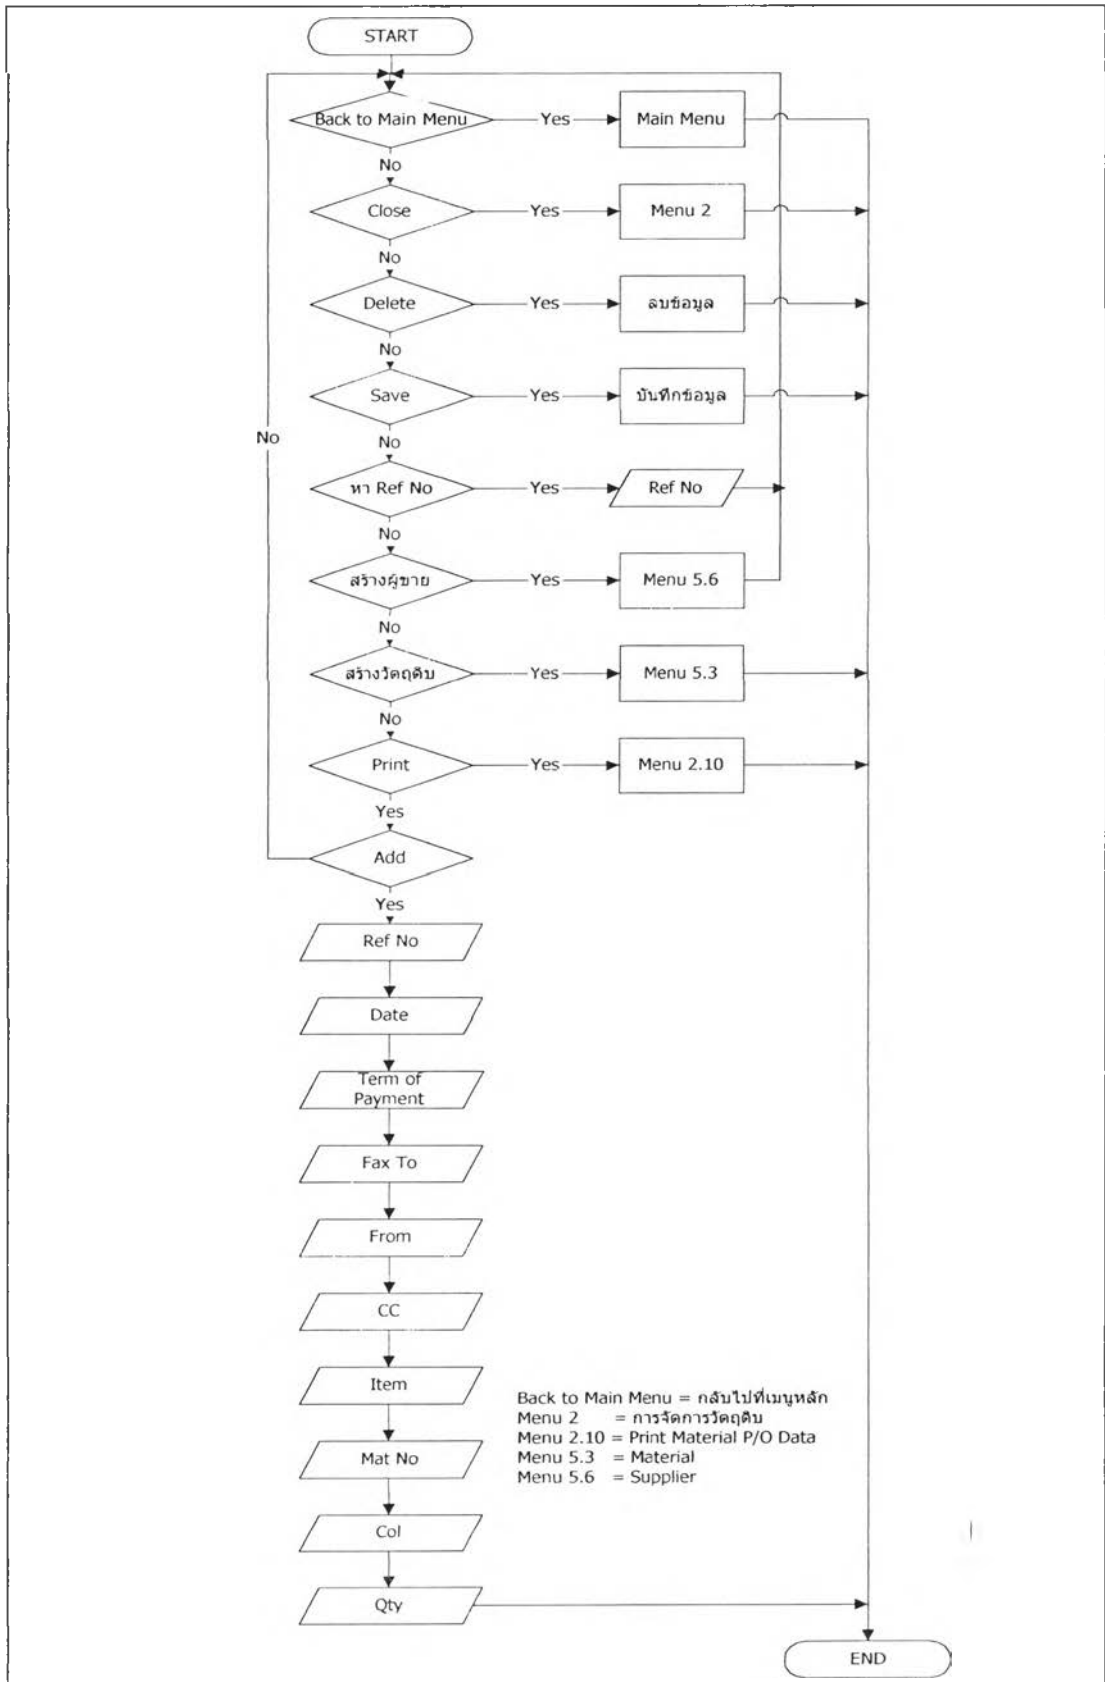 START
Back to Main Menu
Yes
Main Menu
No
Close
Yes
Menu 2
No
Delete
Yes
ลบข้อมูล
No
Save
Yes
บันทึกข้อมูล
No
No
หา Ref No
Yes
Ref No
No
สร้างผู้ขาย
Yes
Menu 5.6
No
สร้างวัตถุดิบ
Yes
Menu 5.3
No
Print
Yes
Menu 2.10
Yes
Add
Yes
Ref No
Date
Term of
Payment
Fax To
From
CC
Item
Mat No
Col
Qty
Back to Main Menu = กลับไปที่เมนูหลัก
Menu 2 = การจัดการวัตถุดิบ
Menu 2.10 = Print Material P/O Data
Menu 5.3 = Material
Menu 5.6 = Supplier
END